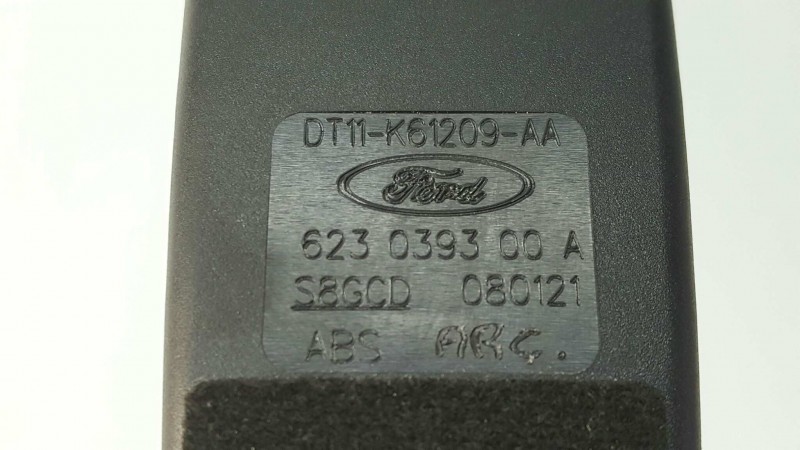 DT11-K61209-AA
Ford
623 0393 00 A
S8GCD 080121
ABS ARC.